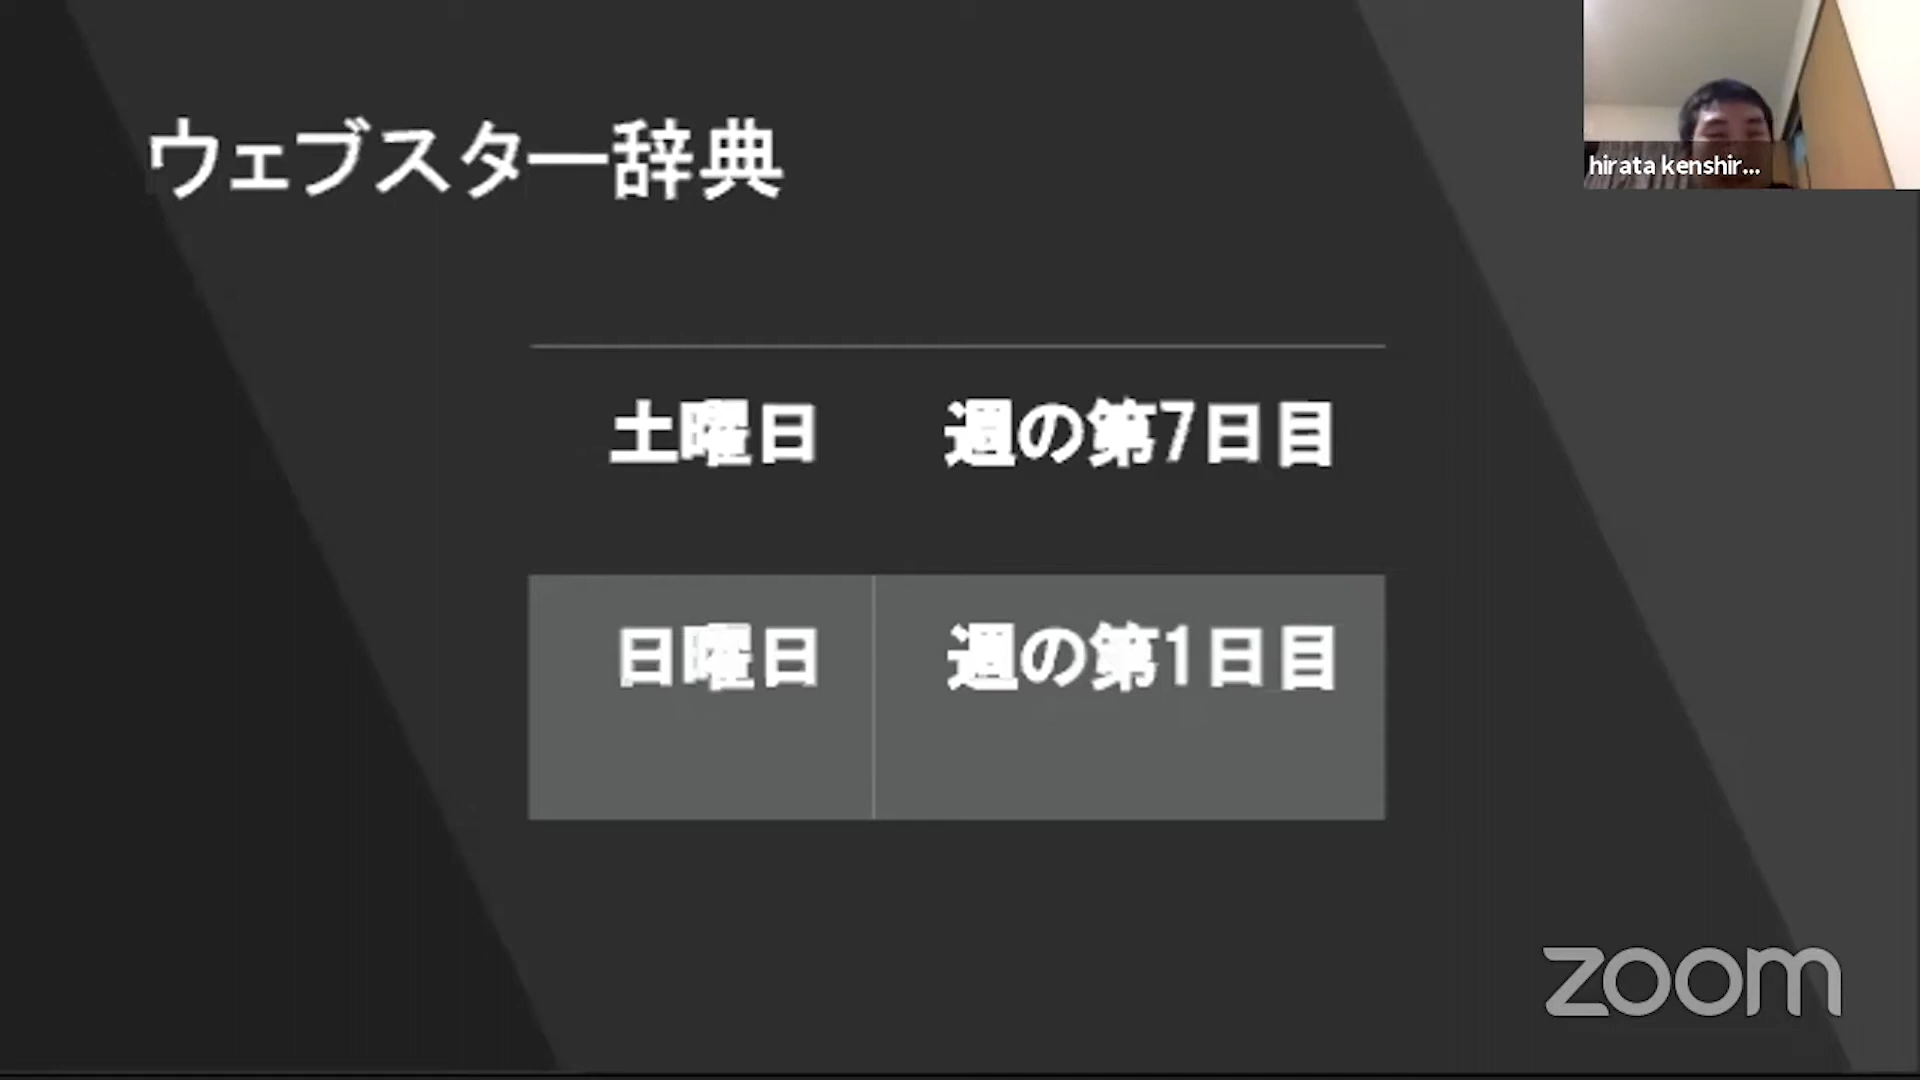 ウェブスター辞典
hirata kenshir...
土曜日 週の第7日目
日曜日 週の第1日目
zoom